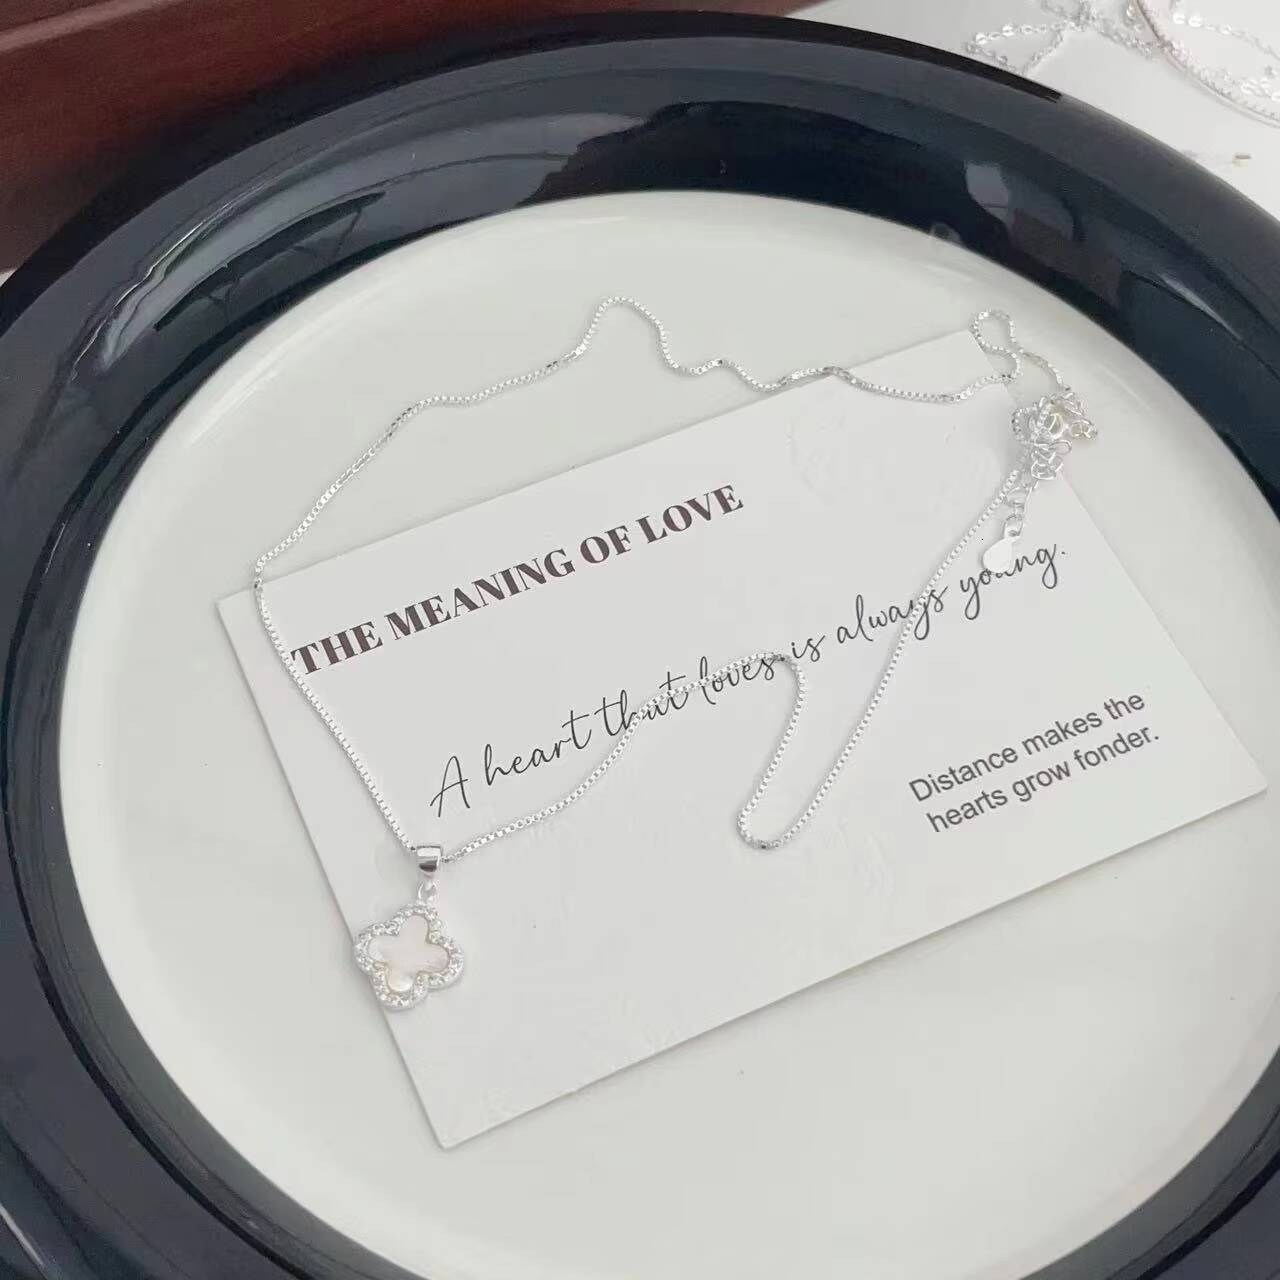 THE MEANING OF LOVE
A heart that loves is always young.
Distance makes the
hearts grow fonder.